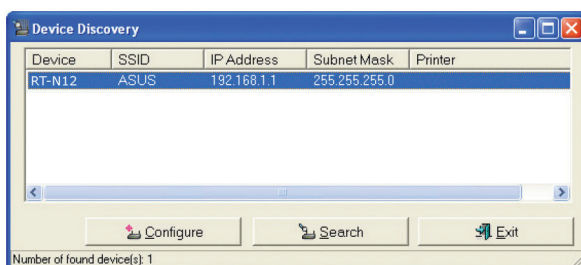 Device Discovery
Device SSID IP Address Subnet Mask Printer
RT-N12 ASUS 192.168.1.1 255.255.255.0
Configure Search Exit
Number of found device(s): 1